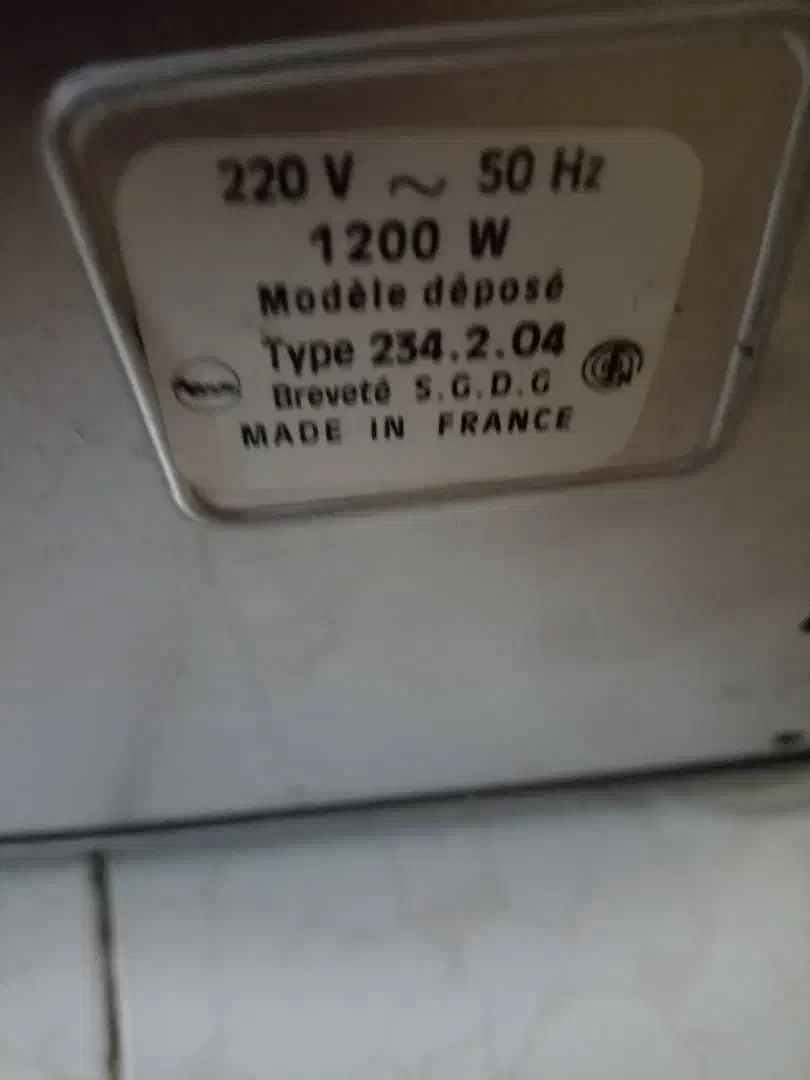 220 V ~ 50 Hz
1200 W
Modèle déposé
Type 234.2.04
Breveté S.G.D.G
MADE IN FRANCE